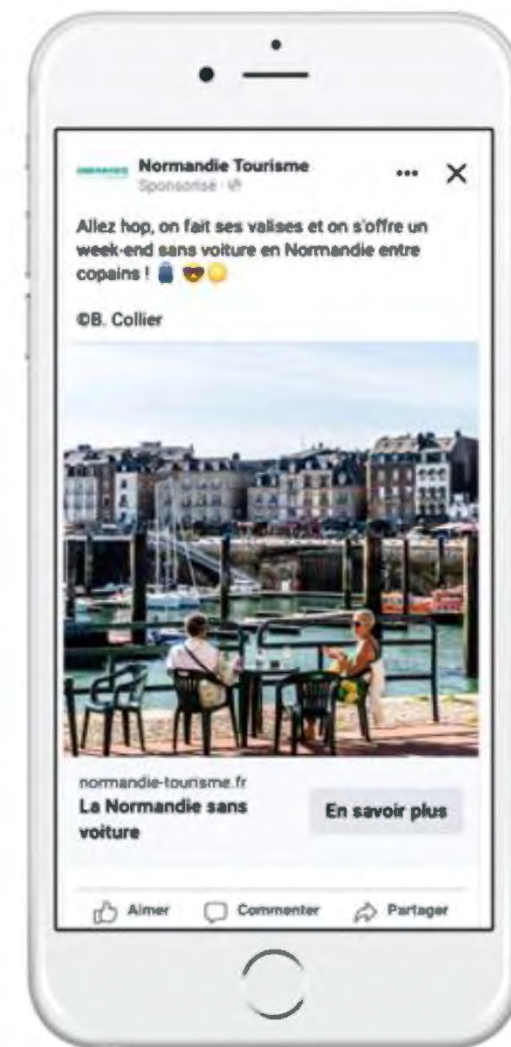 Normandie Tourisme
Sponsorisé
Allez hop, on fait ses valises et on s'offre un
week-end sans voiture en Normandie entre
copains !
©B. Collier
normandie-tourisme.fr
La Normandie sans
voiture
En savoir plus
Aimer
Commenter
Partager